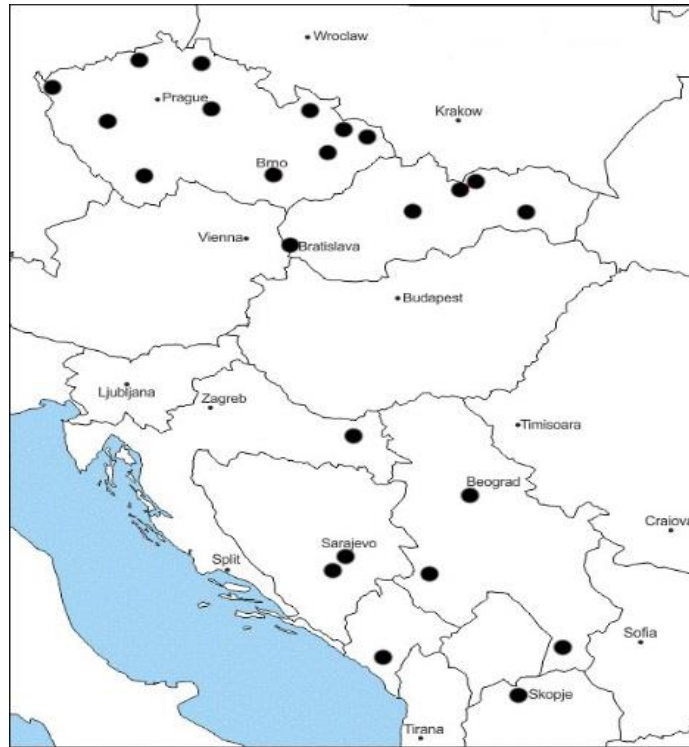 Wroclaw
Prague
Krakow
Brno
Vienna
Bratislava
Budapest
Ljubljana
Zagreb
Timisoara
Beograd
Craiova
Sarajevo
Split
Sofia
Skopje
Tirana